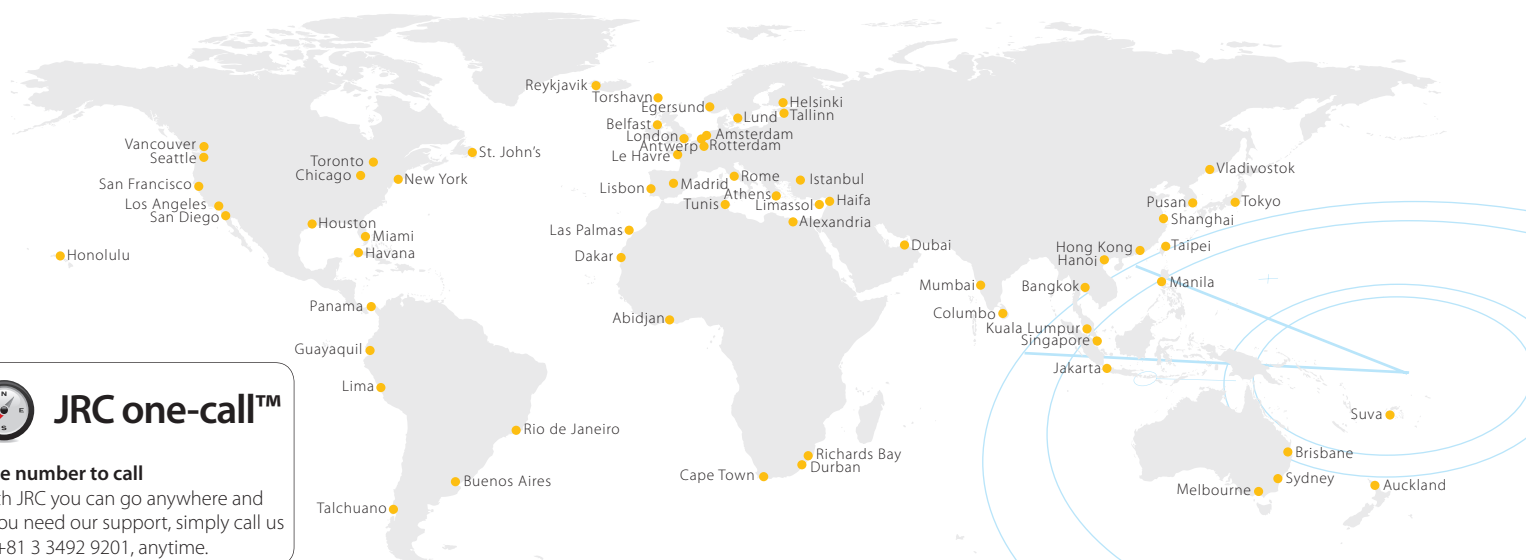 Reykjavik
Torshavn
Egersund
Helsinki
Tallinn
Lund
Belfast
London
Amsterdam
Antwerp
Rotterdam
Le Havre
Vancouver
Seattle
Toronto
Chicago
St. John's
New York
San Francisco
Los Angeles
San Diego
Houston
Miami
Havana
Honolulu
Lisbon
Madrid
Rome
Athens
Istanbul
Tunis
Limassol
Haifa
Alexandria
Las Palmas
Dakar
Dubai
Vladivostok
Pusan
Tokyo
Shanghai
Hong Kong
Taipei
Hanoi
Mumbai
Bangkok
Manila
Columbo
Kuala Lumpur
Singapore
Jakarta
Panama
Abidjan
Guayaquil
Lima
Rio de Janeiro
Buenos Aires
Talchuano
Cape Town
Richards Bay
Durban
Suva
Brisbane
Sydney
Melbourne
Auckland
N
E
S
JRC one-call™
number to call
JRC you can go anywhere and
need our support, simply call us
+81 3 3492 9201, anytime.